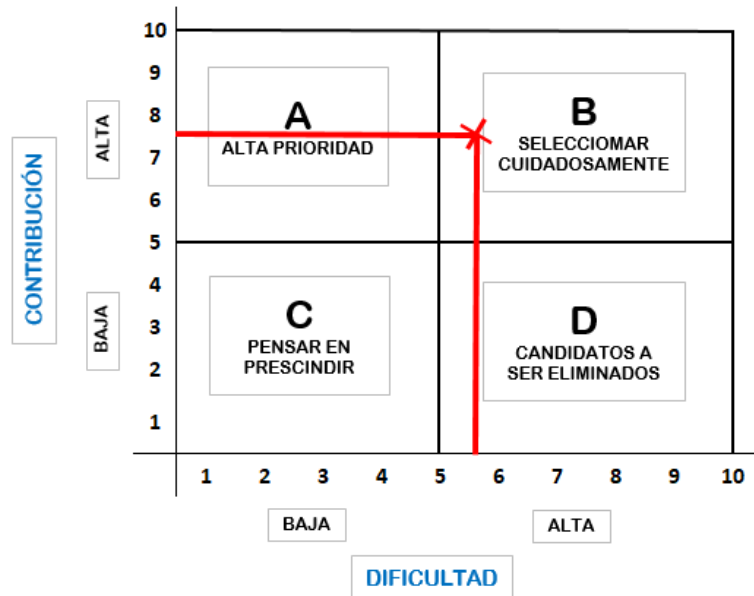 10
9
8
7
6
5
4
3
2
1
CONTRIBUCIÓN
ALTA
BAJA
A
ALTA PRIORIDAD
B
SELECCIOMAR
CUIDADOSAMENTE
C
PENSAR EN
PRESCINDIR
D
CANDIDATOS A
SER ELIMINADOS
1 2 3 4 5 6 7 8 9 10
BAJA ALTA
DIFICULTAD